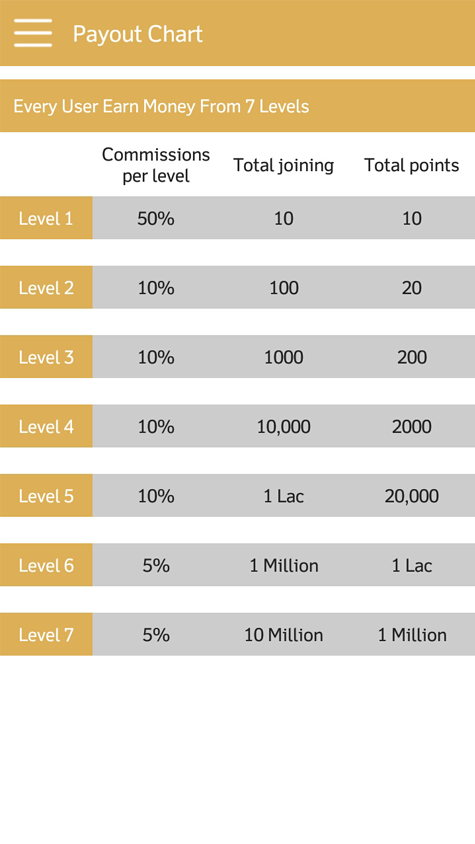 Payout Chart
Every User Earn Money From 7 Levels
Commissions per level Total joining Total points
Level 1 50% 10 10
Level 2 10% 100 20
Level 3 10% 1000 200
Level 4 10% 10,000 2000
Level 5 10% 1 Lac 20,000
Level 6 5% 1 Million 1 Lac
Level 7 5% 10 Million 1 Million